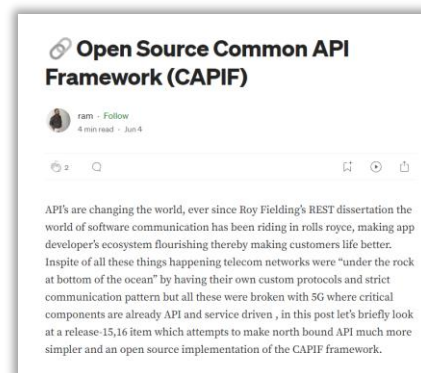 Open Source Common API
Framework (CAPIF)
ram · Follow
4 min read · Jun 4
2
API's are changing the world, ever since Roy Fielding's REST dissertation the
world of software communication has been riding in rolls royce, making app
developer's ecosystem flourishing thereby making customers life better.
Inspite of all these things happening telecom networks were “under the rock
at bottom of the ocean” by having their own custom protocols and strict
communication pattern but all these were broken with 5G where critical
components are already API and service driven , in this post let's briefly look
at a release-15,16 item which attempts to make north bound API much more
simpler and an open source implementation of the CAPIF framework.